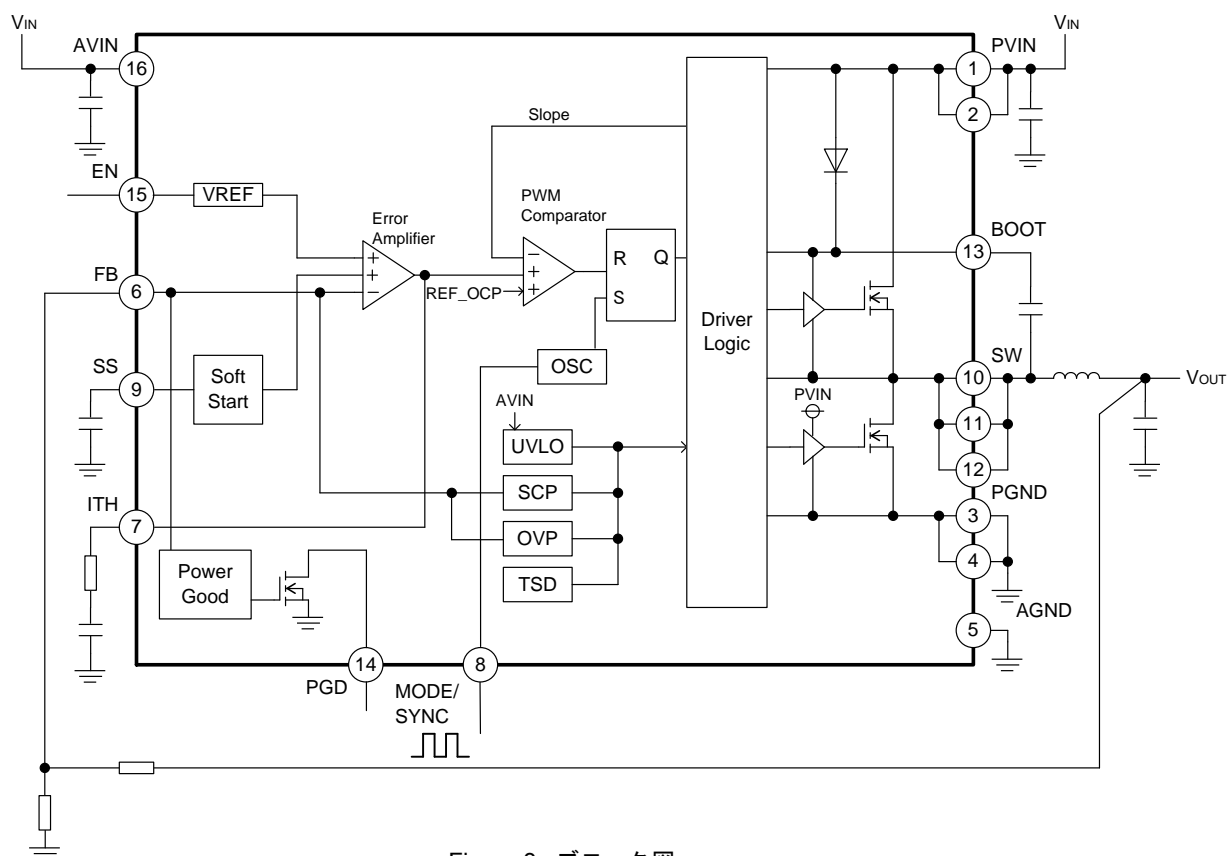 VIN
AVIN
16
PVIN
VIN
1
2
Slope
EN
15
VREF
Error
Amplifier
PWM
Comparator
BOOT
13
FB
6
+
+
−
−
+
+
REF_OCP
R
Q
S
Driver
Logic
SS
9
Soft
Start
OSC
SW
10
VOUT
11
12
AVIN
PVIN
UVLO
SCP
OVP
TSD
PGND
3
4
ITH
7
Power
Good
AGND
5
14
PGD
8
MODE/
SYNC
Figure ブロック図